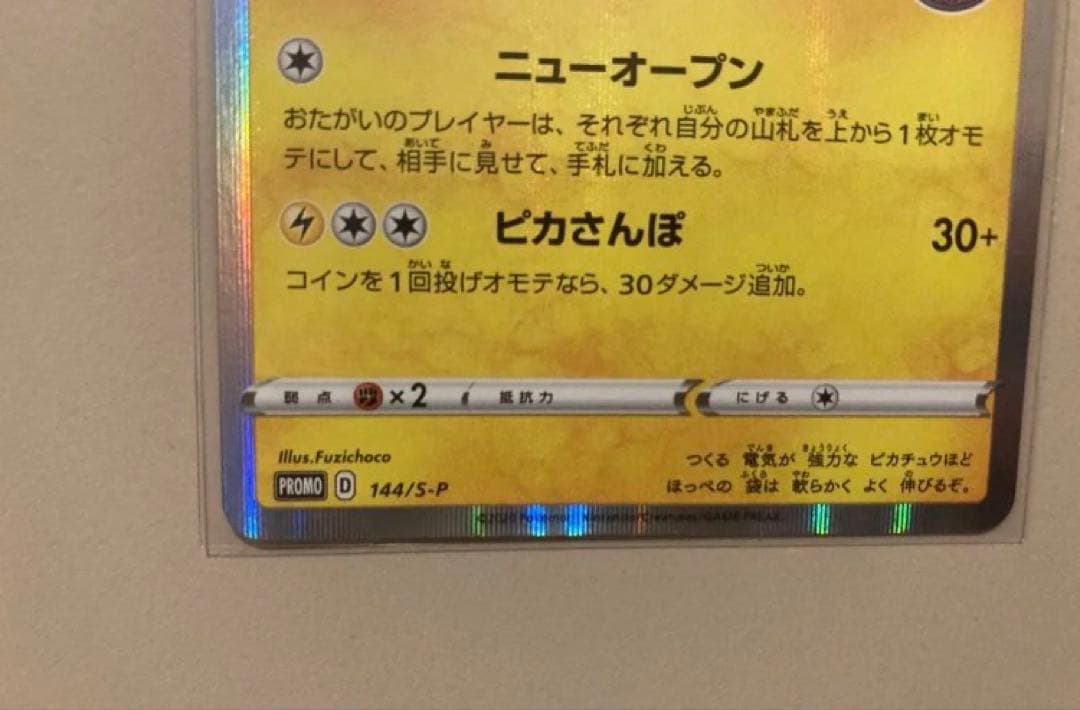 ニューオープン
おたがいのプレイヤーは、それぞれ自分の山札を上から1枚オモ
テにして、相手に見せて、手札に加える。
ピカさんぽ 30+
コインを1回投げオモテなら、30ダメージ追加。
弱点 ×2 抵抗力 にげる
Illus.Fuzichoco
PROMO D 144/S-P
つくる 電気が 強力な ピカチュウほど
ほっぺの 袋は 軟らかく よく 伸びるぞ。
©2020 Pokémon/Nintendo/Creatures/GAME FREAK.